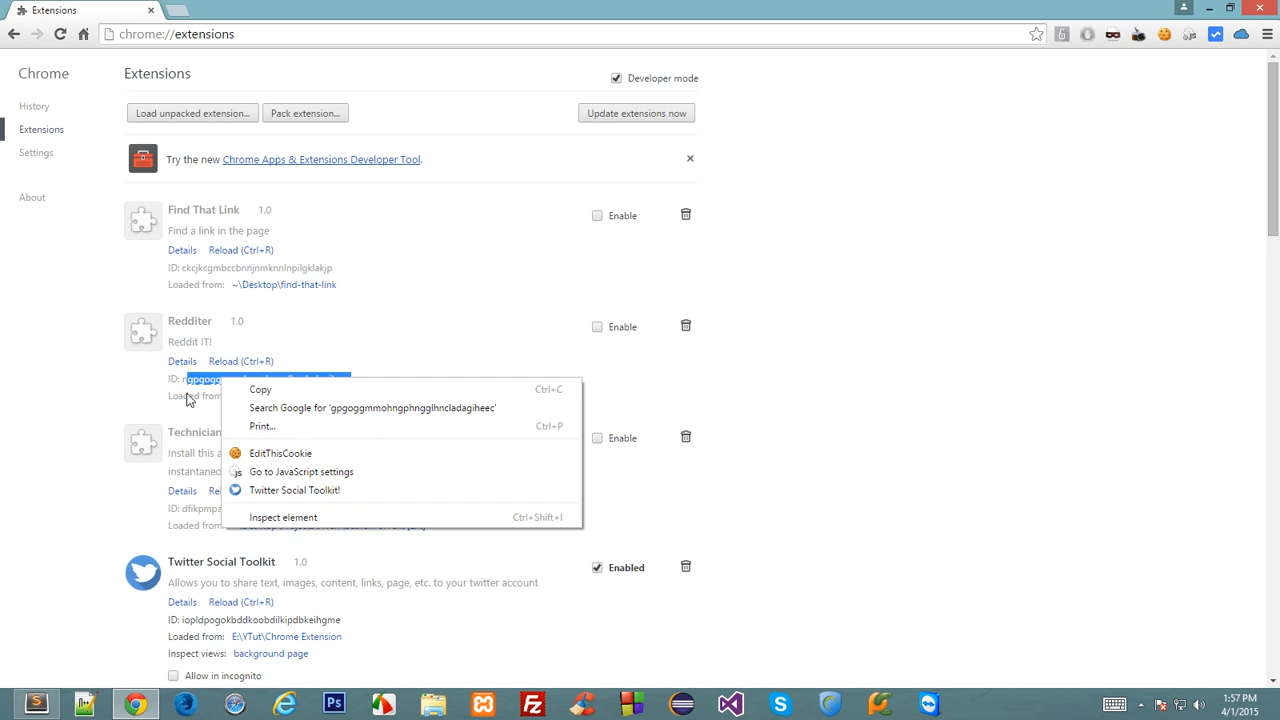 Extensions
chrome://extensions
Chrome
Extensions
Developer mode
History
Load unpacked extension...
Pack extension...
Update extensions now
Extensions
Settings
Try the new Chrome Apps & Extensions Developer Tool.
About
Find That Link 1.0
Enable
Find a link in the page
Details Reload (Ctrl+R)
ID: ckcjkcgmbccbnnjnmknnlnpilgklakjp
Loaded from: ~\Desktop\find-that-link
Redditer 1.0
Enable
Reddit IT!
Details Reload (Ctrl+R)
ID:
Loaded from
Copy Ctrl+C
Search Google for 'gpgoggmmohngphngglhncladagiheec'
Print... Ctrl+P
EditThisCookie
Go to JavaScript settings
Twitter Social Toolkit!
Inspect element Ctrl+Shift+I
Technician
Enable
Install this a
instantaneo
Details Rel
ID: dfikpmpa
Loaded from
Twitter Social Toolkit 1.0
Enabled
Allows you to share text, images, content, links, page, etc. to your twitter account
Details Reload (Ctrl+R)
ID: iopldpogokbddkoobdilkipdbkeihgme
Loaded from: E:\YTut\Chrome Extension
Inspect views: background page
Allow in incognito
1:57 PM
4/1/2015